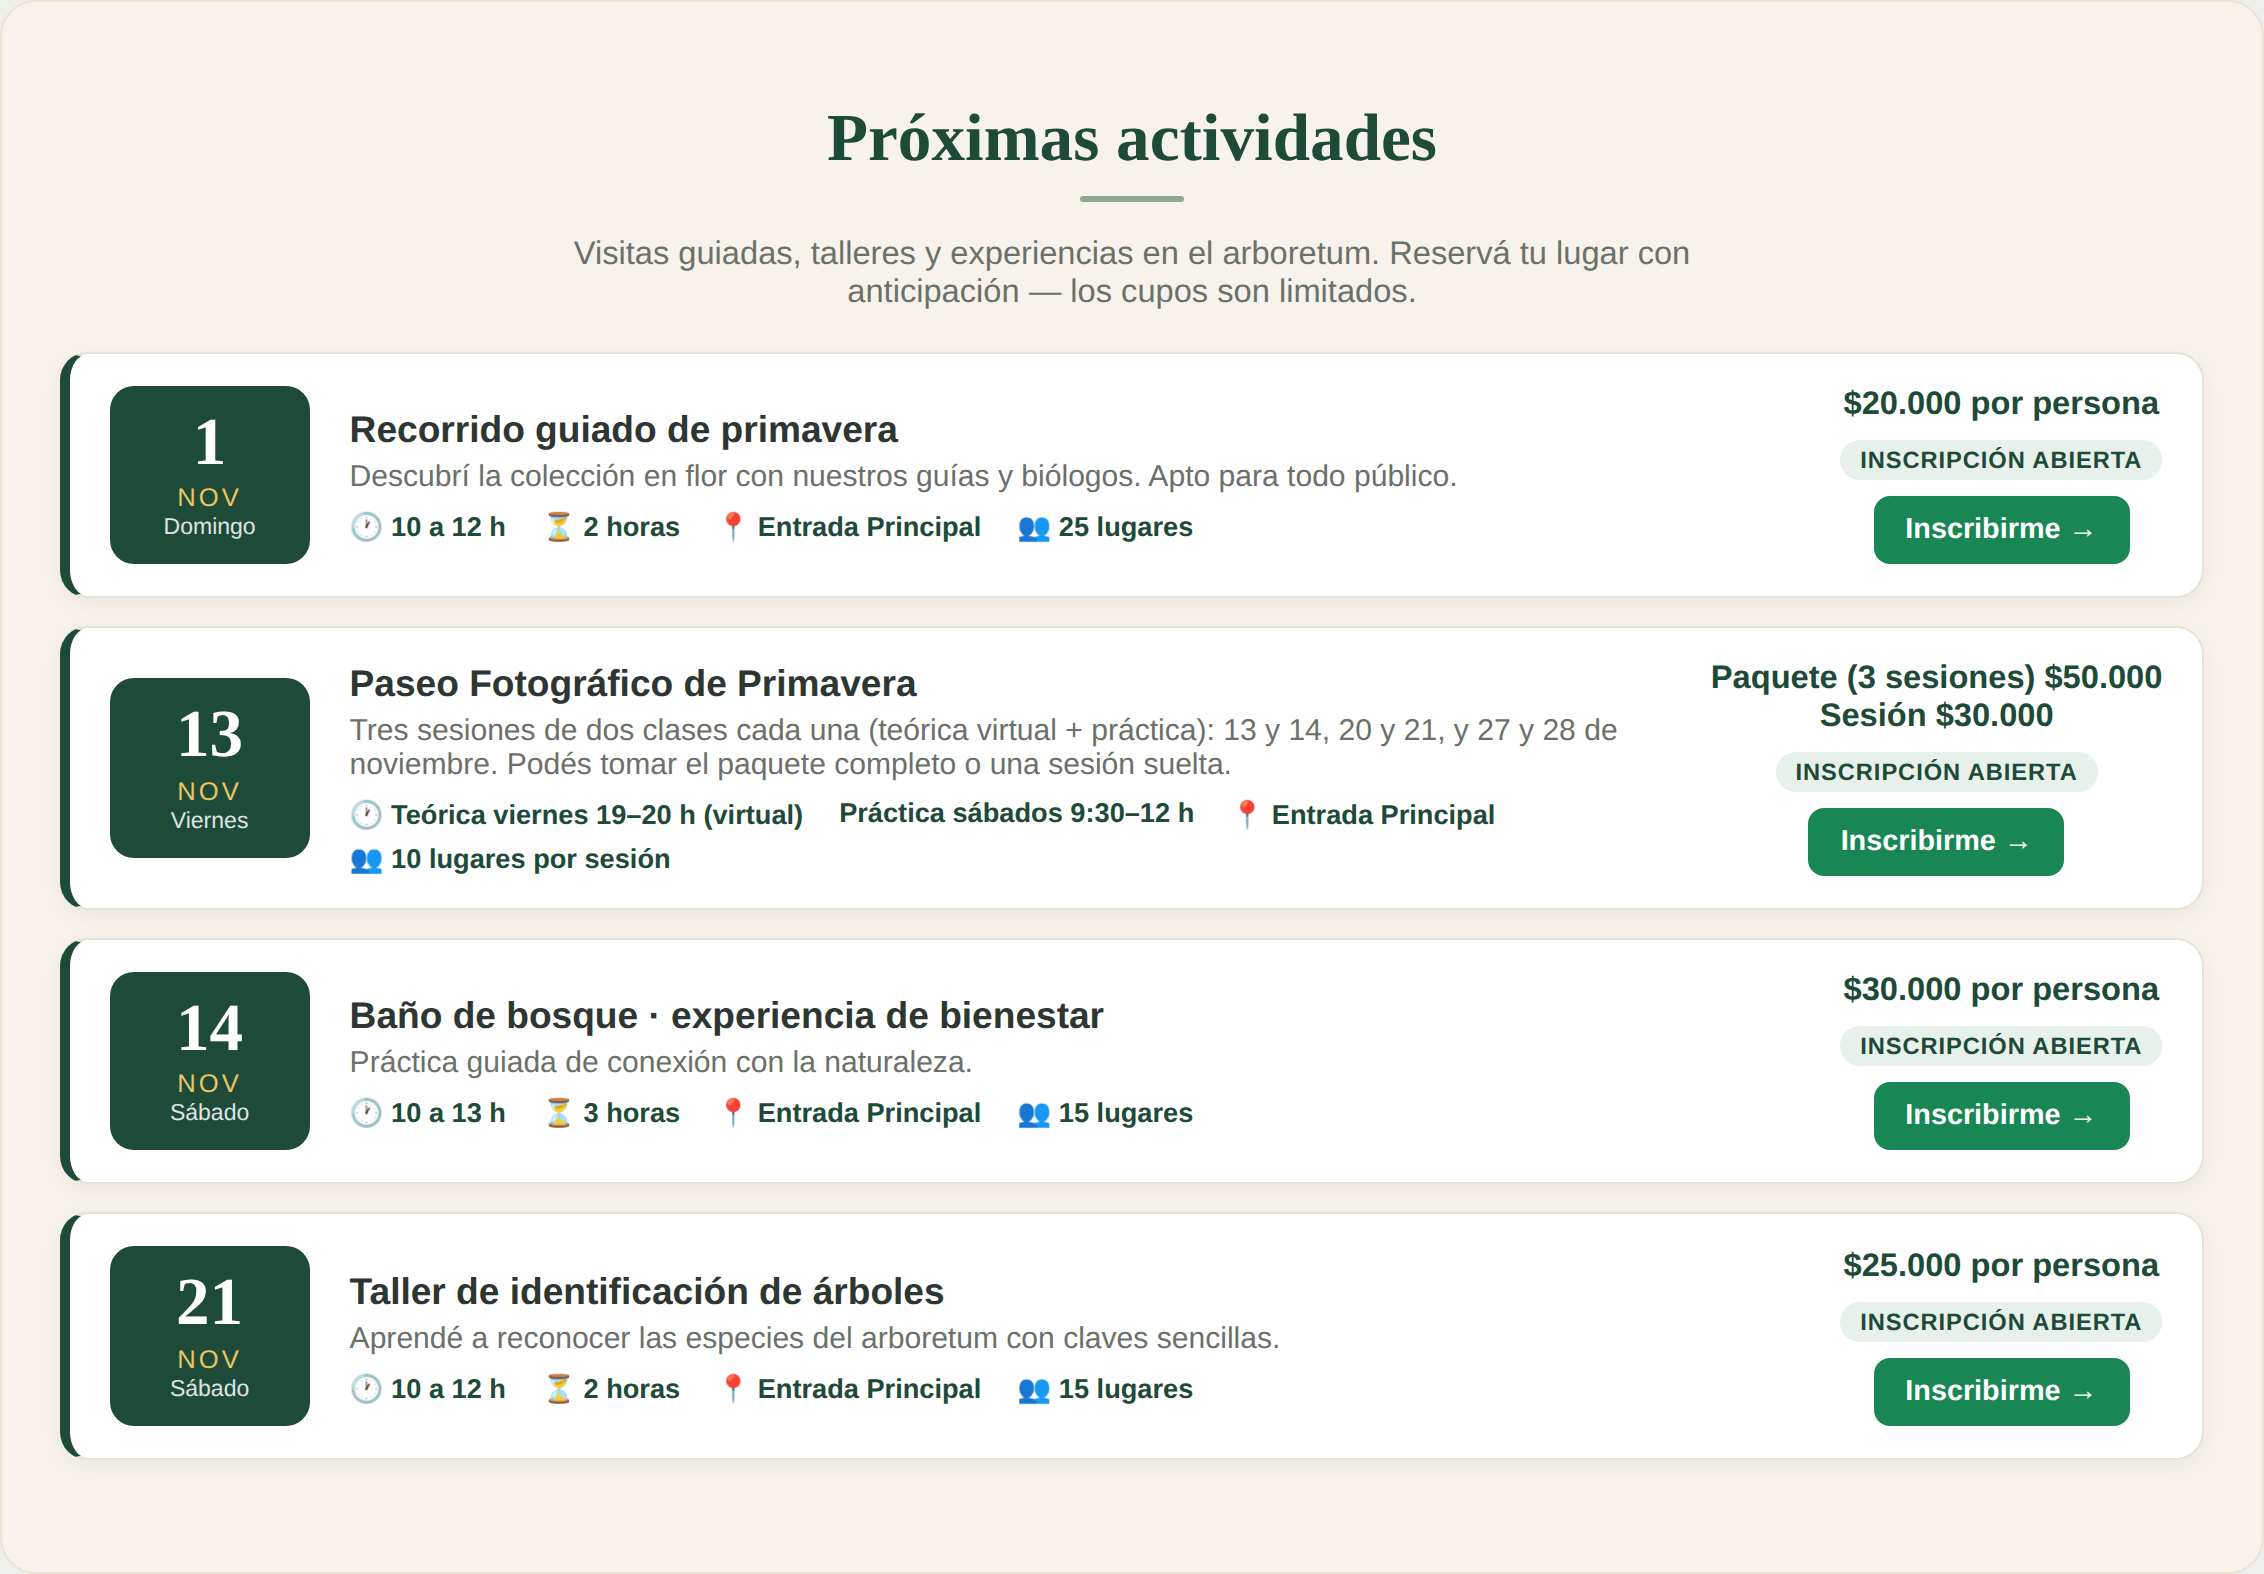 Próximas actividades
Visitas guiadas, talleres y experiencias en el arboretum. Reservá tu lugar con
anticipación — los cupos son limitados.
1
NOV
Domingo
Recorrido guiado de primavera
Descubrí la colección en flor con nuestros guías y biólogos. Apto para todo público.
🕐 10 a 12 h ⏳ 2 horas 📍 Entrada Principal 👥 25 lugares
$20.000 por persona
INSCRIPCIÓN ABIERTA
Inscribirme →
13
NOV
Viernes
Paseo Fotográfico de Primavera
Tres sesiones de dos clases cada una (teórica virtual + práctica): 13 y 14, 20 y 21, y 27 y 28 de
noviembre. Podés tomar el paquete completo o una sesión suelta.
🕐 Teórica viernes 19–20 h (virtual) Práctica sábados 9:30–12 h 📍 Entrada Principal
👥 10 lugares por sesión
Paquete (3 sesiones) $50.000
Sesión $30.000
INSCRIPCIÓN ABIERTA
Inscribirme →
14
NOV
Sábado
Baño de bosque · experiencia de bienestar
Práctica guiada de conexión con la naturaleza.
🕐 10 a 13 h ⏳ 3 horas 📍 Entrada Principal 👥 15 lugares
$30.000 por persona
INSCRIPCIÓN ABIERTA
Inscribirme →
21
NOV
Sábado
Taller de identificación de árboles
Aprendé a reconocer las especies del arboretum con claves sencillas.
🕐 10 a 12 h ⏳ 2 horas 📍 Entrada Principal 👥 15 lugares
$25.000 por persona
INSCRIPCIÓN ABIERTA
Inscribirme →